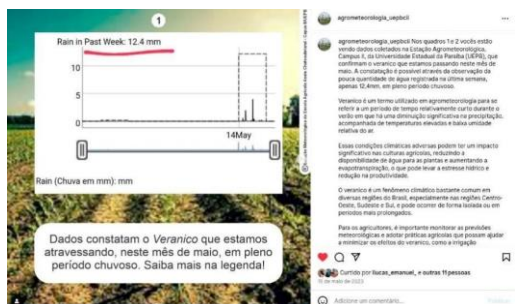 1
Rain in Past Week: 12.4 mm
10
5
0
14May
Rain (Chuva em mm): mm
Dados constatam o Veranico que estamos
atravessando, neste mês de maio, em pleno
período chuvoso. Saiba mais na legenda!
agrometeorologia_uepbcii
agrometeorologia_uepbcii Nos quadros 1 e 2 vocês estão
vendo dados coletados na Estação Agrometeorológica,
Campus II, da Universidade Estadual da Paraíba (UEPB), que
confirmam o veranico que estamos passando neste mês de
maio. A constatação é possível através da observação da
pouca quantidade de água registrada na última semana,
apenas 12,4mm, em pleno período chuvoso.
Veranico é um termo utilizado em agrometeorologia para se
referir a um período de tempo relativamente curto durante o
verão em que há uma diminuição significativa na precipitação,
acompanhada de temperaturas elevadas e baixa umidade
relativa do ar.
Essas condições climáticas adversas podem ter um impacto
significativo nas culturas agrícolas, reduzindo a
disponibilidade de água para as plantas e aumentando a
evapotranspiração, o que pode levar a estresse hídrico e
redução na produtividade.
O veranico é um fenômeno climático bastante comum em
diversas regiões do Brasil, especialmente nas regiões Centro-
Oeste, Sudeste e Sul, e pode ocorrer de forma isolada ou em
períodos mais prolongados.
Para os agricultores, é importante monitorar as previsões
meteorológicas e adotar práticas agrícolas que possam ajudar
a minimizar os efeitos do veranico, como a irrigação
Curtido por llucas_emanuel_ e outras 11 pessoas
15 de maio de 2023
Adicione um comentário...